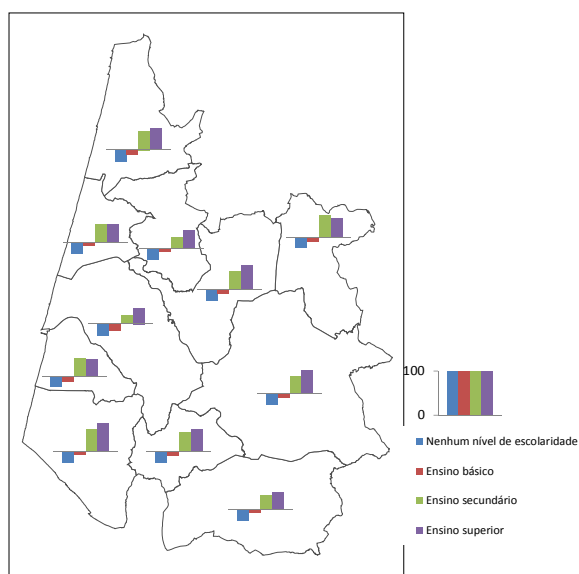 100
0
Nenhum nível de escolaridade
Ensino básico
Ensino secundário
Ensino superior